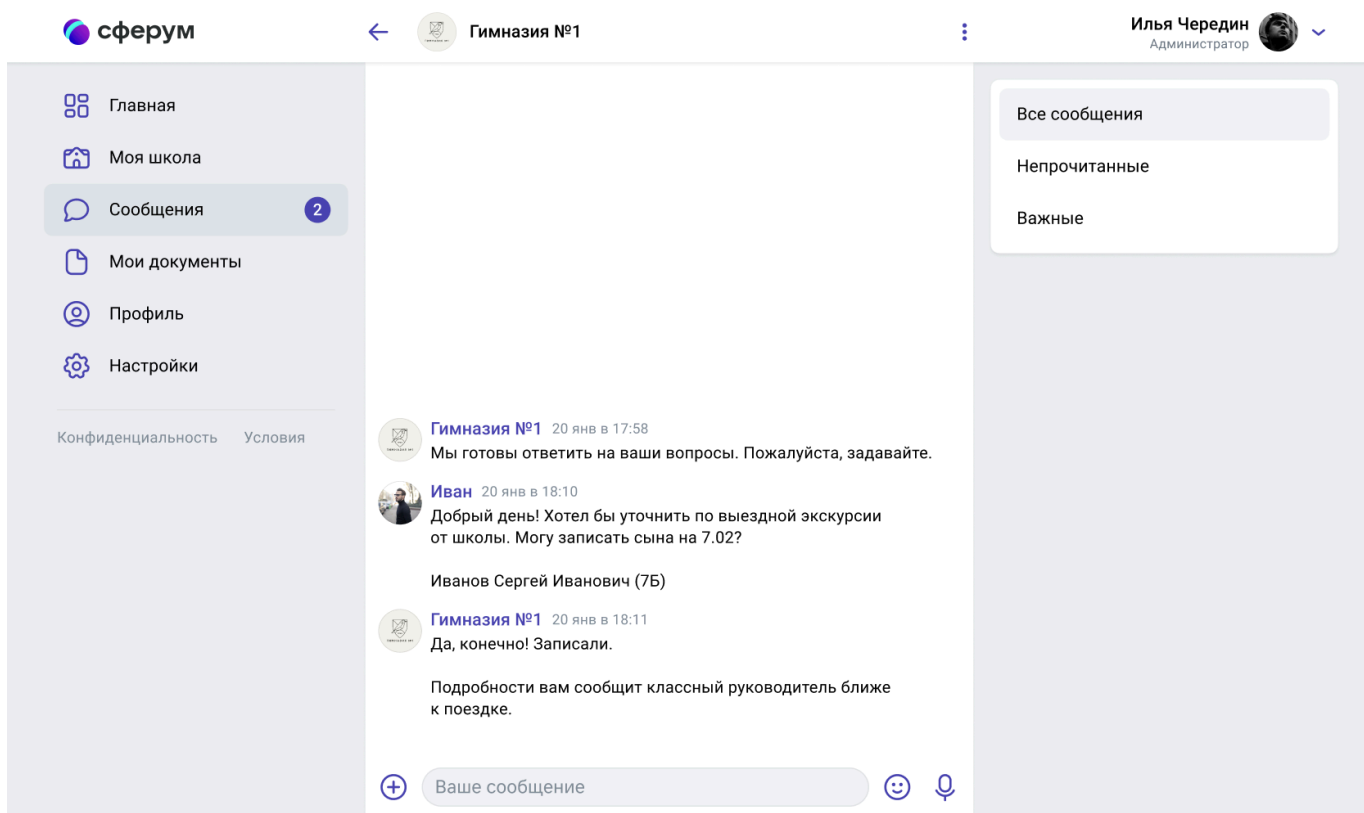 сферум
Гимназия №1
Илья Чередин
Администратор
Главная
Моя школа
Сообщения 2
Мои документы
Профиль
Настройки
Конфиденциальность Условия
Гимназия №1 20 янв в 17:58
Мы готовы ответить на ваши вопросы. Пожалуйста, задавайте.
Иван 20 янв в 18:10
Добрый день! Хотел бы уточнить по выездной экскурсии
от школы. Могу записать сына на 7.02?
Иванов Сергей Иванович (7Б)
Гимназия №1 20 янв в 18:11
Да, конечно! Записали.
Подробности вам сообщит классный руководитель ближе
к поездке.
Ваше сообщение
Все сообщения
Непрочитанные
Важные